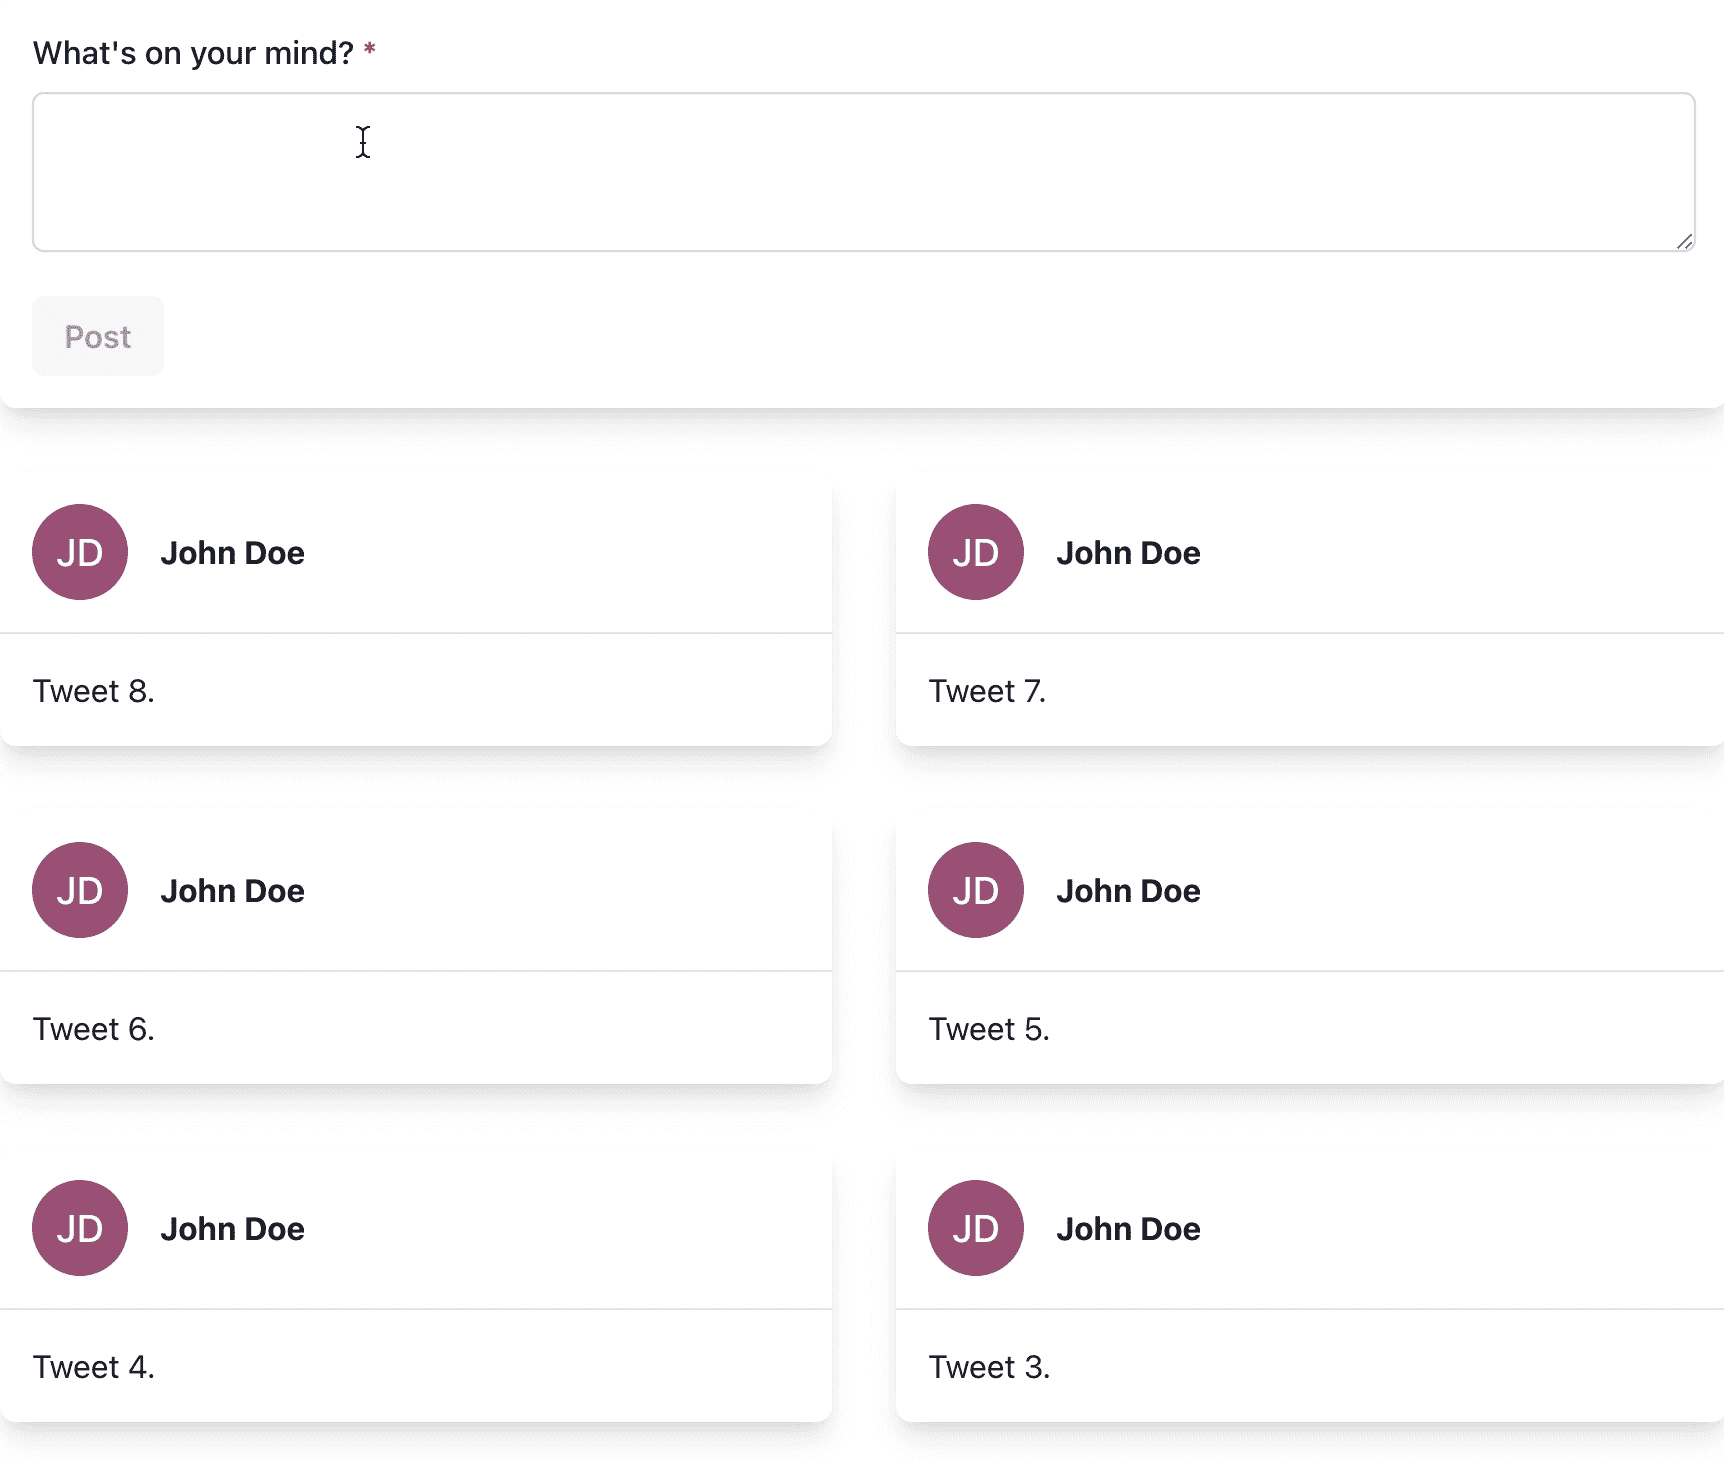 What's on your mind? *
Post
JD John Doe
Tweet 8.
JD John Doe
Tweet 7.
JD John Doe
Tweet 6.
JD John Doe
Tweet 5.
JD John Doe
Tweet 4.
JD John Doe
Tweet 3.